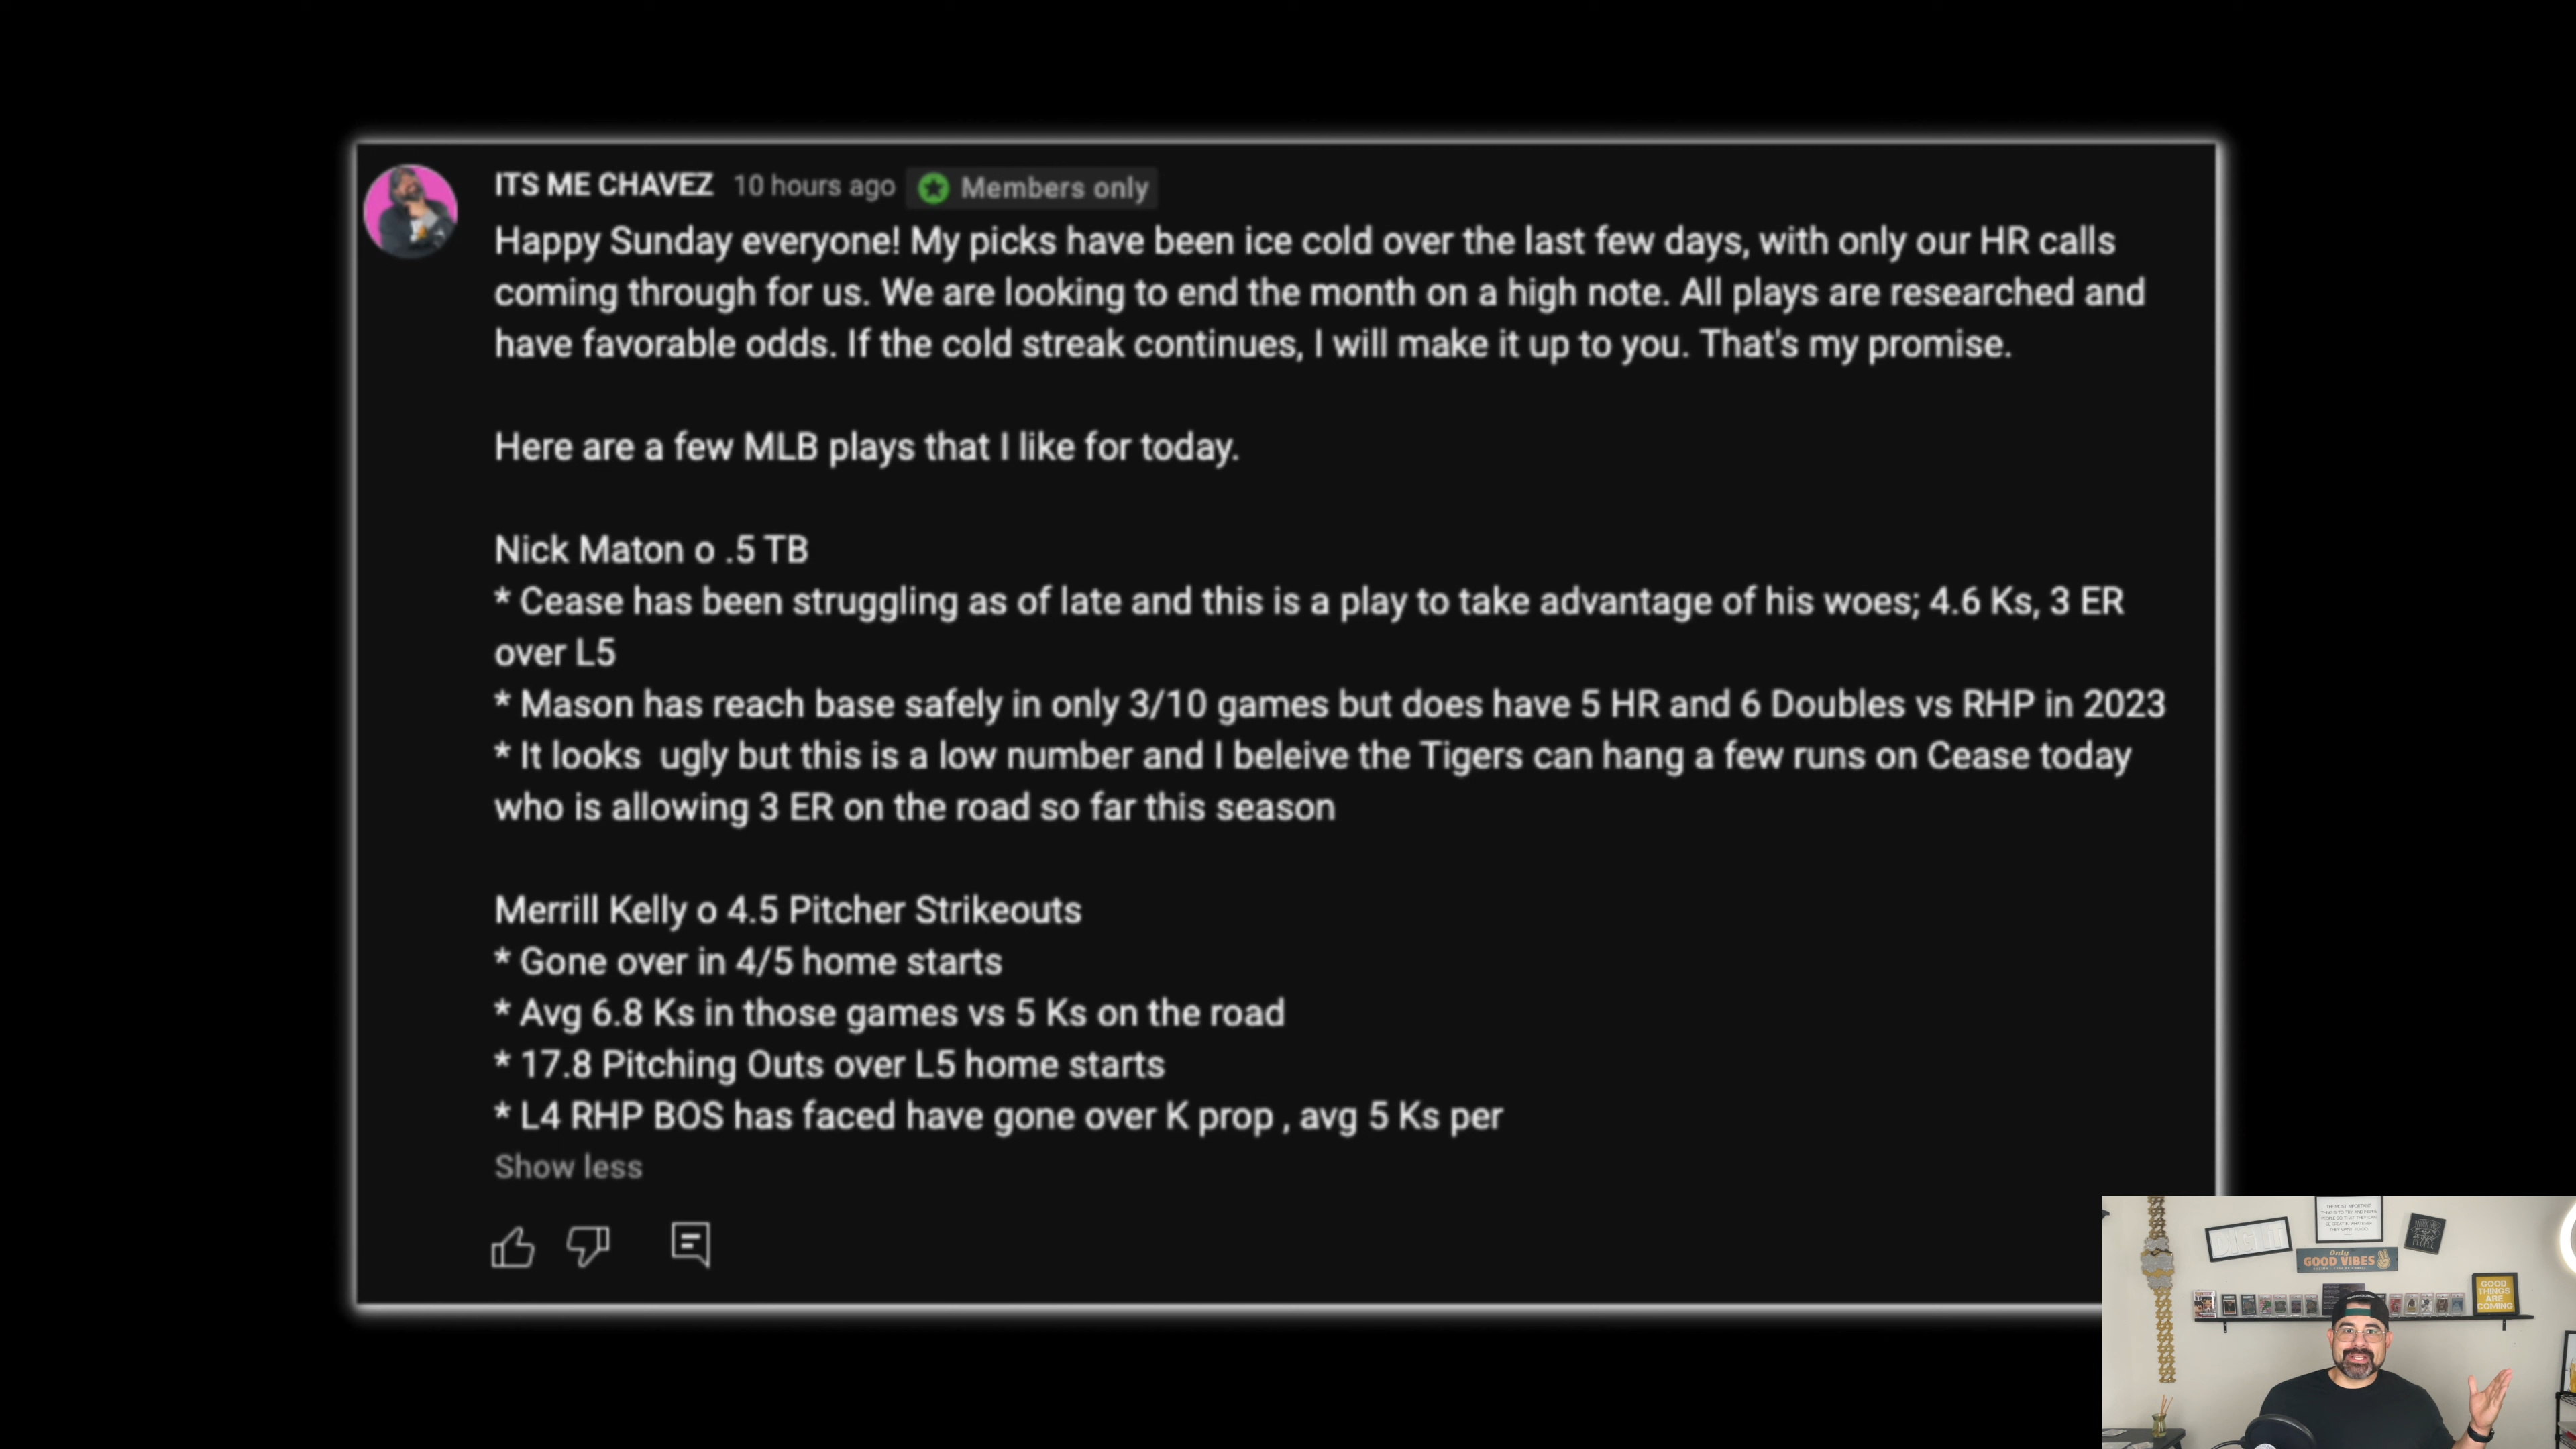 ITS ME CHAVEZ 10 hours ago Members only
Happy Sunday everyone! My picks have been ice cold over the last few days, with only our HR calls
coming through for us. We are looking to end the month on a high note. All plays are researched and
have favorable odds. If the cold streak continues, I will make it up to you. That's my promise.
Here are a few MLB plays that I like for today.
Nick Maton o .5 TB
* Cease has been struggling as of late and this is a play to take advantage of his woes; 4.6 Ks, 3 ER
over L5
* Mason has reach base safely in only 3/10 games but does have 5 HR and 6 Doubles vs RHP in 2023
* It looks  ugly but this is a low number and I beleive the Tigers can hang a few runs on Cease today
who is allowing 3 ER on the road so far this season
Merrill Kelly o 4.5 Pitcher Strikeouts
* Gone over in 4/5 home starts
* Avg 6.8 Ks in those games vs 5 Ks on the road
* 17.8 Pitching Outs over L5 home starts
* L4 RHP BOS has faced have gone over K prop , avg 5 Ks per
Show less
Only
GOOD VIBES
GOOD
THINGS
ARE
COMING